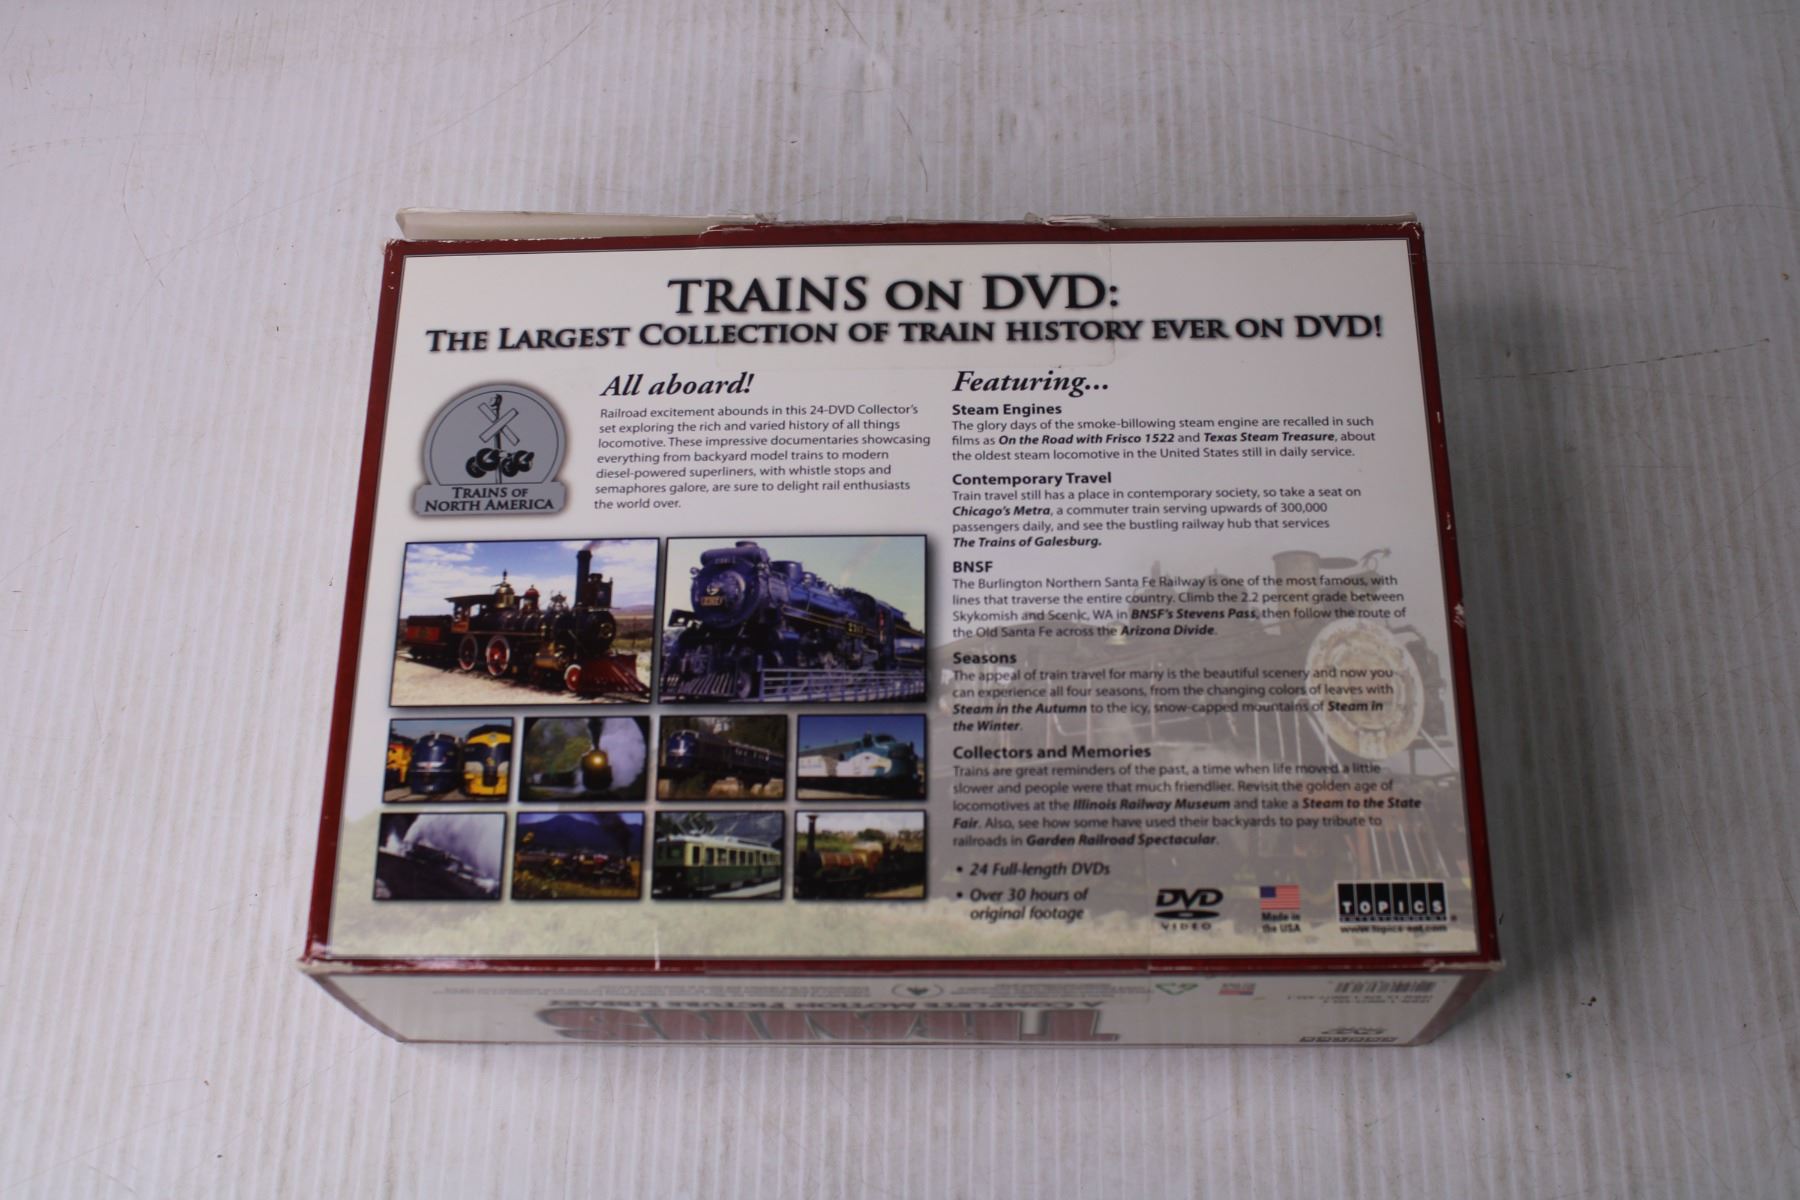 TRAINS ON DVD:
THE LARGEST COLLECTION OF TRAIN HISTORY EVER ON DVD!
TRAINS OF
NORTH AMERICA
All aboard!
Railroad excitement abounds in this 24-DVD Collector's
set exploring the rich and varied history of all things
locomotive. These impressive documentaries showcasing
everything from backyard model trains to modern
diesel-powered superliners, with whistle stops and
semaphores galore, are sure to delight rail enthusiasts
the world over.
Featuring...
Steam Engines
The glory days of the smoke-billowing steam engine are recalled in such
films as On the Road with Frisco 1522 and Texas Steam Treasure, about
the oldest steam locomotive in the United States still in daily service.
Contemporary Travel
Train travel still has a place in contemporary society, so take a seat on
Chicago's Metra, a commuter train serving upwards of 300,000
passengers daily, and see the bustling railway hub that services
The Trains of Galesburg.
BNSF
The Burlington Northern Santa Fe Railway is one of the most famous, with
lines that traverse the entire country. Climb the 2.2 percent grade between
Skykomish and Scenic, WA in BNSF's Stevens Pass, then follow the route of
the Old Santa Fe across the Arizona Divide.
Seasons
The appeal of train travel for many is the beautiful scenery and now you
can experience all four seasons, from the changing colors of leaves with
Steam in the Autumn to the icy, snow-capped mountains of Steam in
the Winter.
Collectors and Memories
Trains are great reminders of the past, a time when life moved a little
slower and people were that much friendlier. Revisit the golden age of
locomotives at the Illinois Railway Museum and take a Steam to the State
Fair. Also, see how some have used their backyards to pay tribute to
railroads in Garden Railroad Spectacular.
• 24 Full-length DVDs
• Over 30 hours of
original footage
DVD
VIDEO
Made in
the USA
TOPICS
ENTERTAINMENT
www.topics-ent.com
A COMPLETE MOTION PICTURE LIBRARY
TRAINS